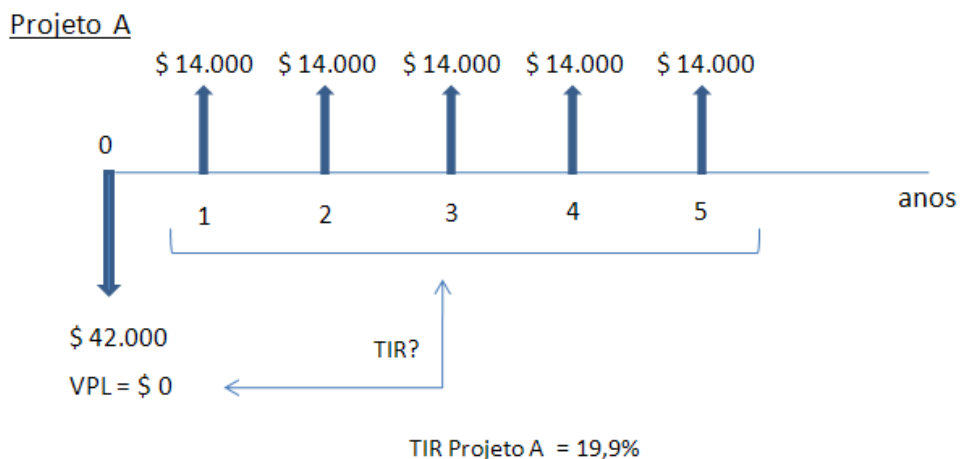 Projeto A
$ 14.000 $ 14.000 $ 14.000 $ 14.000 $ 14.000
0
anos
1 2 3 4 5
$ 42.000
TIR?
VPL = $ 0
TIR Projeto A = 19,9%